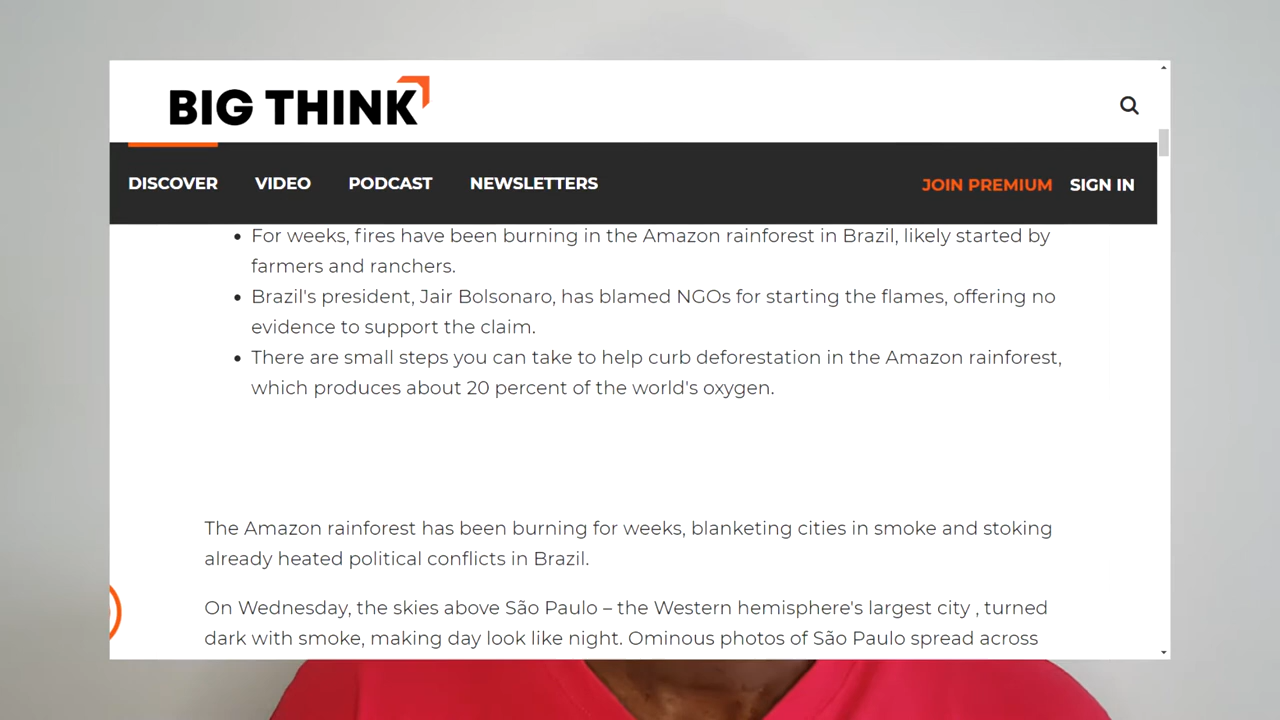 BIG THINK
DISCOVER VIDEO PODCAST NEWSLETTERS JOIN PREMIUM SIGN IN
• For weeks, fires have been burning in the Amazon rainforest in Brazil, likely started by
farmers and ranchers.
• Brazil's president, Jair Bolsonaro, has blamed NGOs for starting the flames, offering no
evidence to support the claim.
• There are small steps you can take to help curb deforestation in the Amazon rainforest,
which produces about 20 percent of the world's oxygen.
The Amazon rainforest has been burning for weeks, blanketing cities in smoke and stoking
already heated political conflicts in Brazil.
On Wednesday, the skies above São Paulo – the Western hemisphere's largest city , turned
dark with smoke, making day look like night. Ominous photos of São Paulo spread across